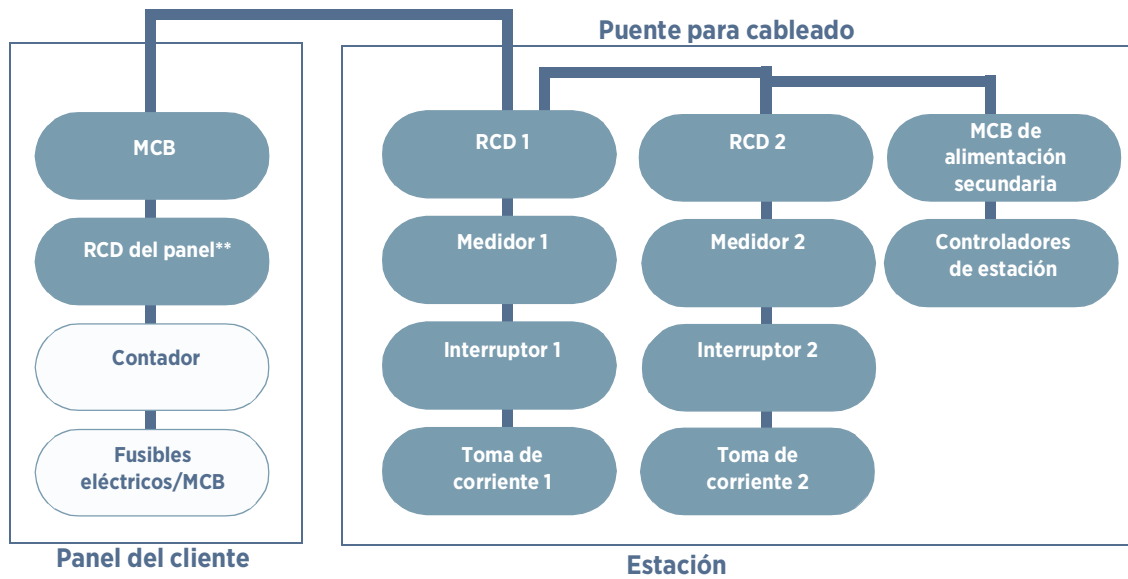 Puente para cableado
MCB
RCD del panel**
Contador
Fusibles
eléctricos/MCB
Panel del cliente
RCD 1
Medidor 1
Interruptor 1
Toma de
corriente 1
RCD 2
Medidor 2
Interruptor 2
Toma de
corriente 2
MCB de
alimentación
secundaria
Controladores
de estación
Estación